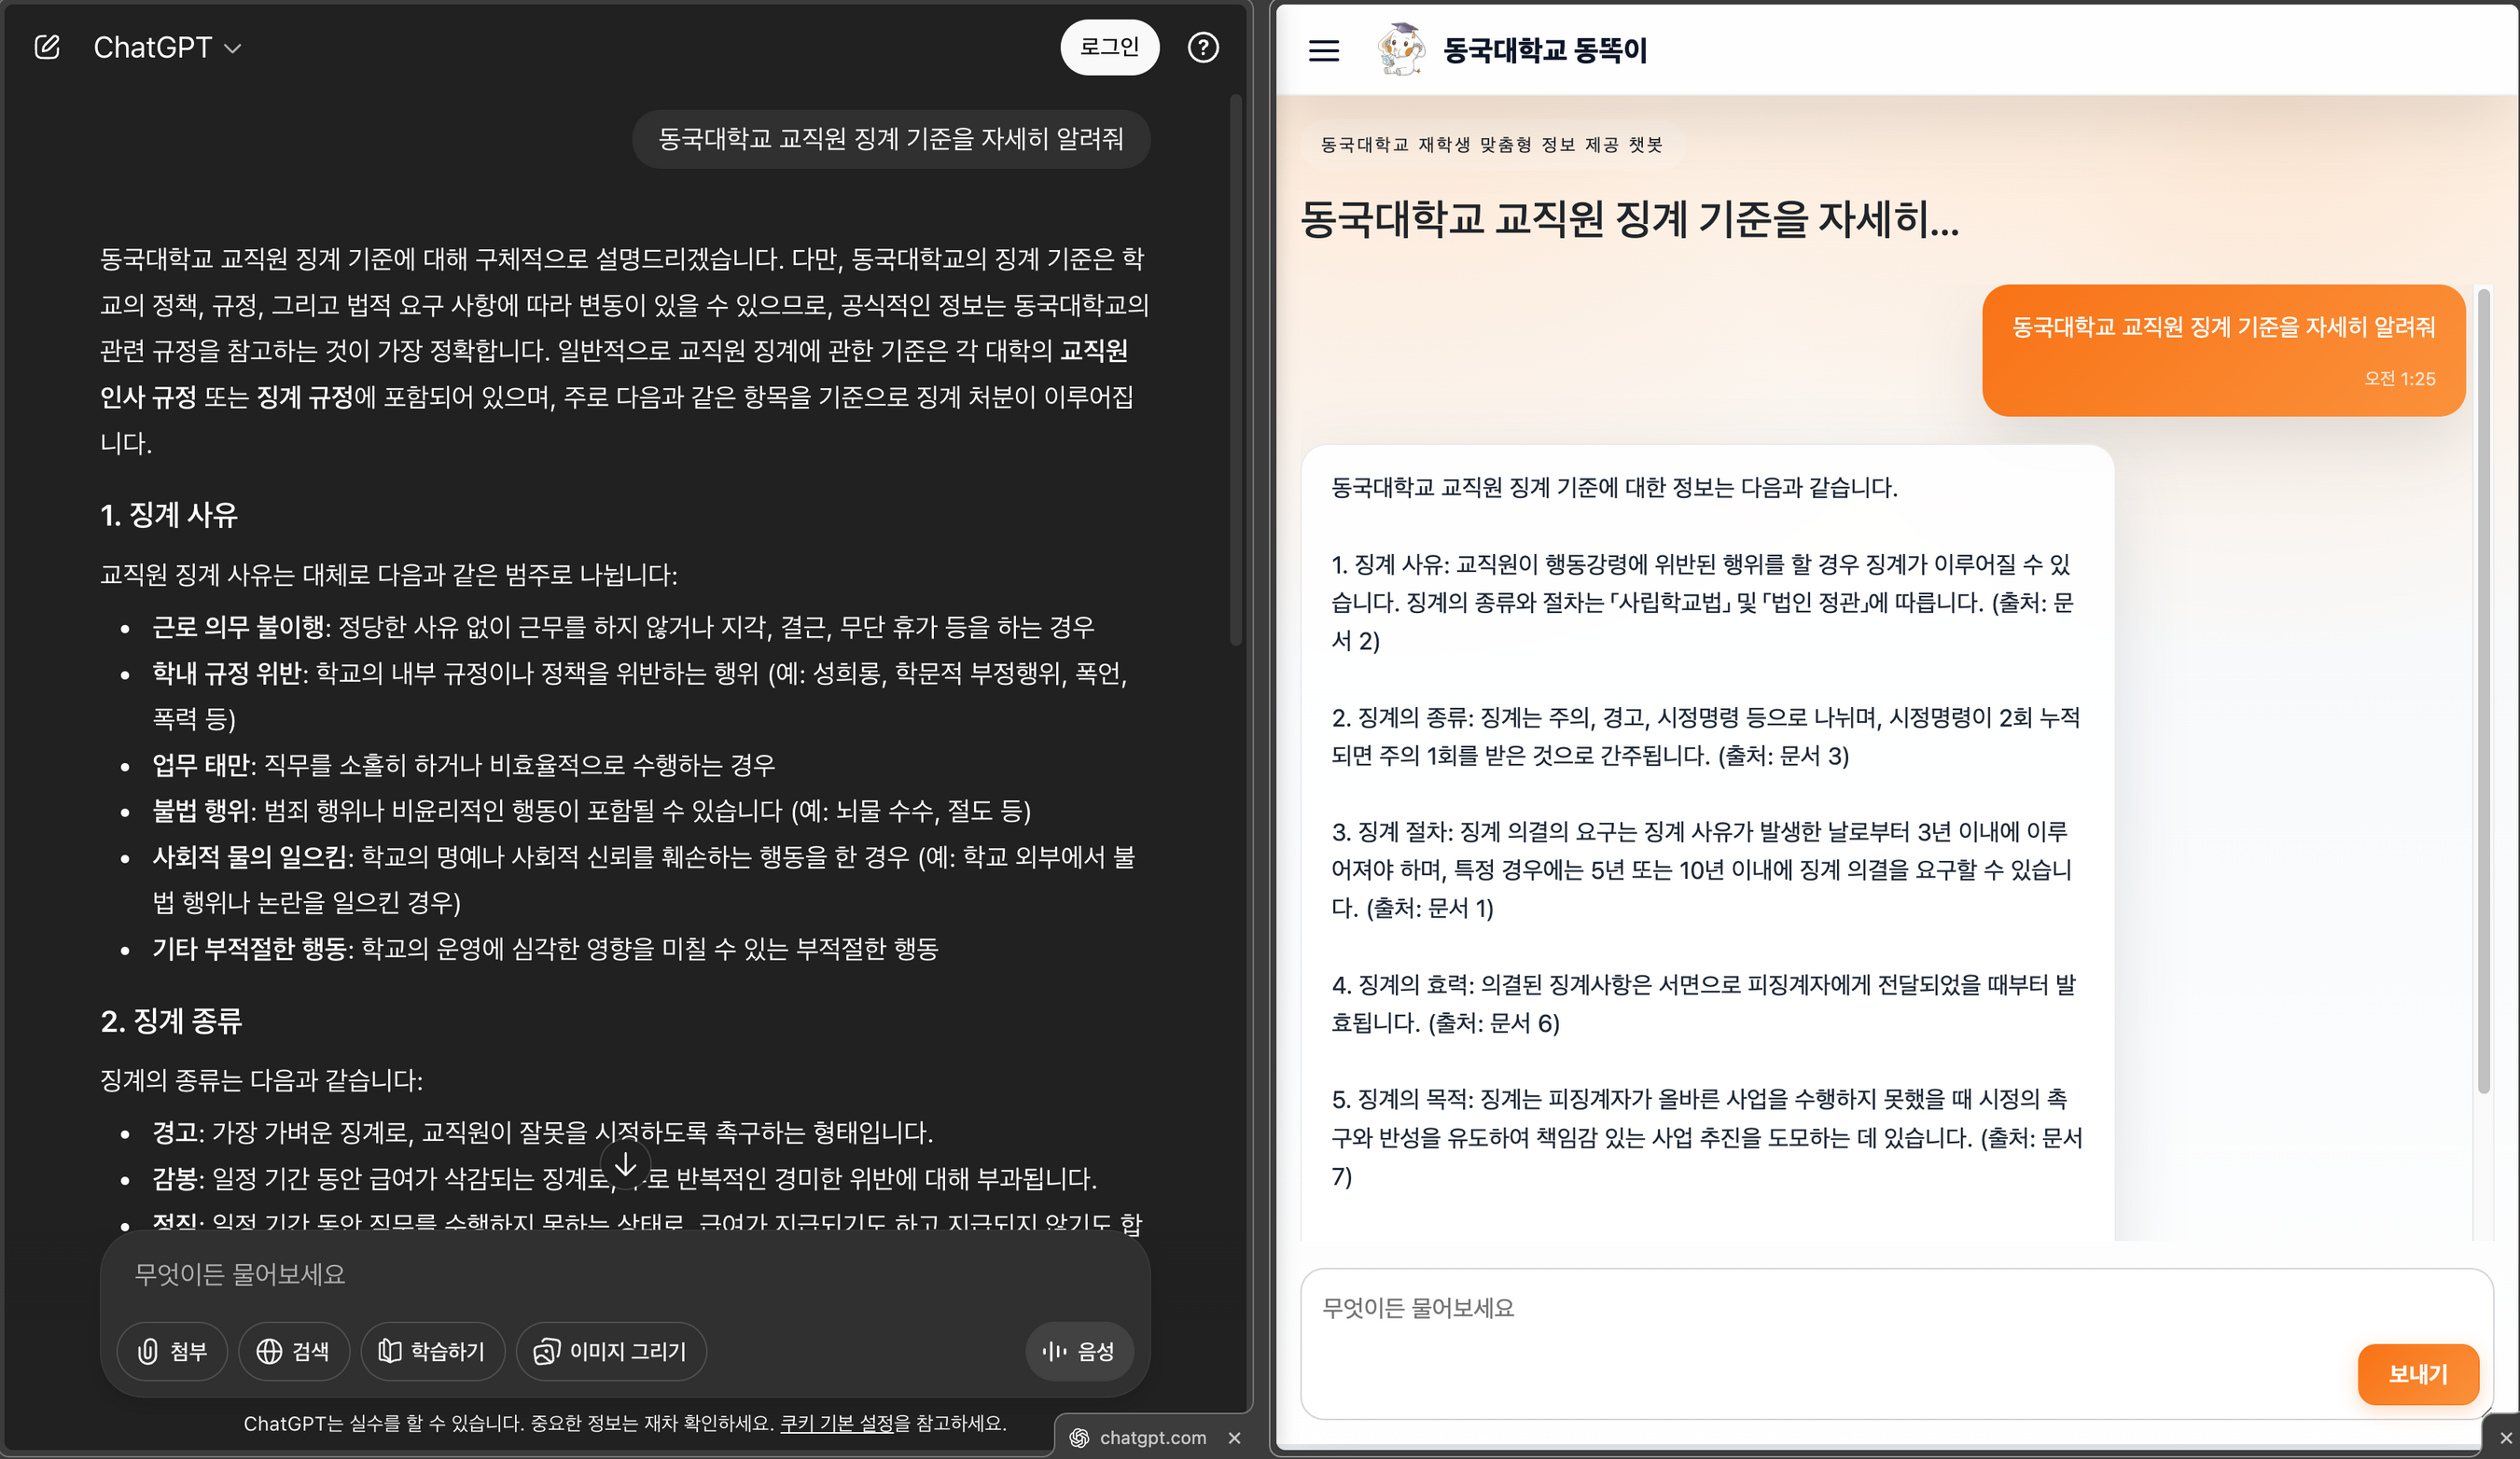 ChatGPT
로그인
동국대학교 교직원 징계 기준을 자세히 알려줘
동국대학교 교직원 징계 기준에 대해 구체적으로 설명드리겠습니다. 다만, 동국대학교의 징계 기준은 학
교의 정책, 규정, 그리고 법적 요구 사항에 따라 변동이 있을 수 있으므로, 공식적인 정보는 동국대학교의
관련 규정을 참고하는 것이 가장 정확합니다. 일반적으로 교직원 징계에 관한 기준은 각 대학의 교직원
인사 규정 또는 징계 규정에 포함되어 있으며, 주로 다음과 같은 항목을 기준으로 징계 처분이 이루어집
니다.
1. 징계 사유
교직원 징계 사유는 대체로 다음과 같은 범주로 나뉩니다:
• 근로 의무 불이행: 정당한 사유 없이 근무를 하지 않거나 지각, 결근, 무단 휴가 등을 하는 경우
• 학내 규정 위반: 학교의 내부 규정이나 정책을 위반하는 행위 (예: 성희롱, 학문적 부정행위, 폭언,
폭력 등)
• 업무 태만: 직무를 소홀히 하거나 비효율적으로 수행하는 경우
• 불법 행위: 범죄 행위나 비윤리적인 행동이 포함될 수 있습니다 (예: 뇌물 수수, 절도 등)
• 사회적 물의 일으킴: 학교의 명예나 사회적 신뢰를 훼손하는 행동을 한 경우 (예: 학교 외부에서 불
법 행위나 논란을 일으킨 경우)
• 기타 부적절한 행동: 학교의 운영에 심각한 영향을 미칠 수 있는 부적절한 행동
2. 징계 종류
징계의 종류는 다음과 같습니다:
• 경고: 가장 가벼운 징계로, 교직원이 잘못을 시정하도록 촉구하는 형태입니다.
• 감봉: 일정 기간 동안 급여가 삭감되는 징계로, 반복적인 경미한 위반에 대해 부과됩니다.
• 정직: 일정 기간 동안 직무를 수행하지 못하는 상태로, 급여가 지급되기도 하고 지급되지 않기도 합
무엇이든 물어보세요
첨부
검색
학습하기
이미지 그리기
음성
ChatGPT는 실수를 할 수 있습니다. 중요한 정보는 재차 확인하세요. 쿠키 기본 설정을 참고하세요.
chatgpt.com
동국대학교 동똑이
동국대학교 재학생 맞춤형 정보 제공 챗봇
동국대학교 교직원 징계 기준을 자세히...
동국대학교 교직원 징계 기준을 자세히 알려줘
오전 1:25
동국대학교 교직원 징계 기준에 대한 정보는 다음과 같습니다.
1. 징계 사유: 교직원이 행동강령에 위반된 행위를 할 경우 징계가 이루어질 수 있
습니다. 징계의 종류와 절차는 「사립학교법」 및 「법인 정관」에 따릅니다. (출처: 문
서 2)
2. 징계의 종류: 징계는 주의, 경고, 시정명령 등으로 나뉘며, 시정명령이 2회 누적
되면 주의 1회를 받은 것으로 간주됩니다. (출처: 문서 3)
3. 징계 절차: 징계 의결의 요구는 징계 사유가 발생한 날로부터 3년 이내에 이루
어져야 하며, 특정 경우에는 5년 또는 10년 이내에 징계 의결을 요구할 수 있습니
다. (출처: 문서 1)
4. 징계의 효력: 의결된 징계사항은 서면으로 피징계자에게 전달되었을 때부터 발
효됩니다. (출처: 문서 6)
5. 징계의 목적: 징계는 피징계자가 올바른 사업을 수행하지 못했을 때 시정의 촉
구와 반성을 유도하여 책임감 있는 사업 추진을 도모하는 데 있습니다. (출처: 문서
7)
무엇이든 물어보세요
보내기